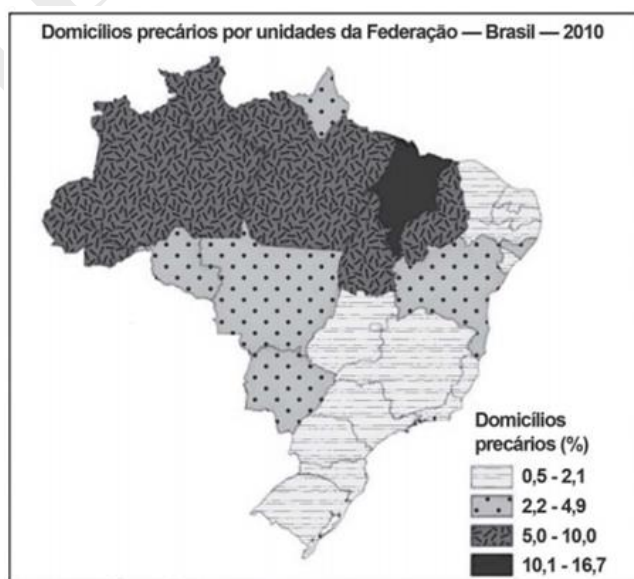 Domicílios precários por unidades da Federação — Brasil — 2010
Domicílios
precários (%)
0,5 - 2,1
2,2 - 4,9
5,0 - 10,0
10,1 - 16,7